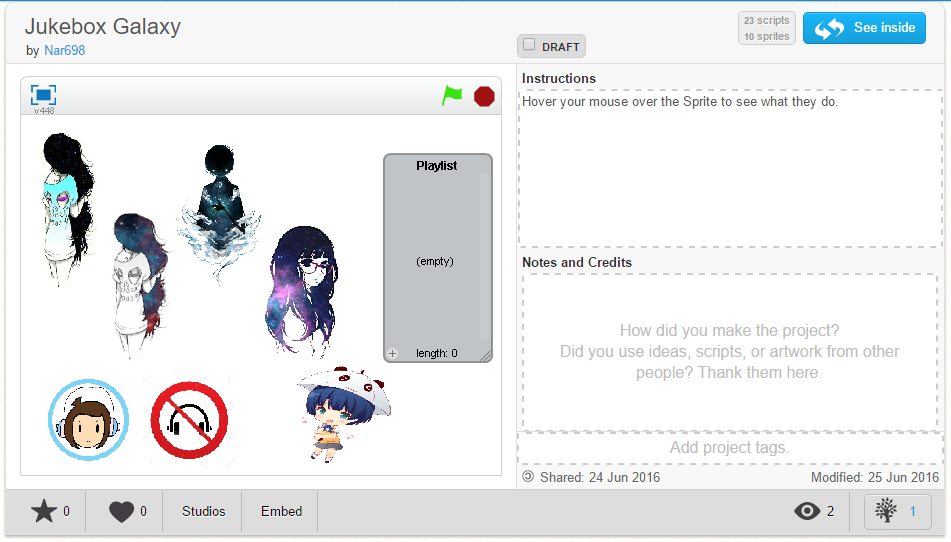 Jukebox Galaxy
by Nar698
DRAFT
23 scripts
10 sprites
See inside
v448
Playlist
(empty)
length: 0
Instructions
Hover your mouse over the Sprite to see what they do.
Notes and Credits
How did you make the project?
Did you use ideas, scripts, or artwork from other
people? Thank them here.
Add project tags.
Shared: 24 Jun 2016 Modified: 25 Jun 2016
0 0 Studios Embed 2 1